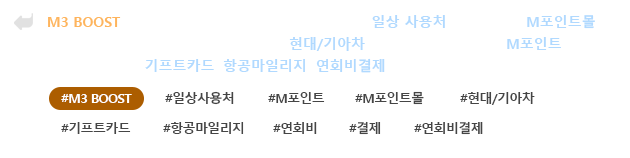 M3 BOOST 일상 사용처 M포인트몰
현대/기아차 M포인트
기프트카드 항공마일리지 연회비결제
#M3 BOOST #일상사용처 #M포인트 #M포인트몰 #현대/기아차
#기프트카드 #항공마일리지 #연회비 #결제 #연회비결제